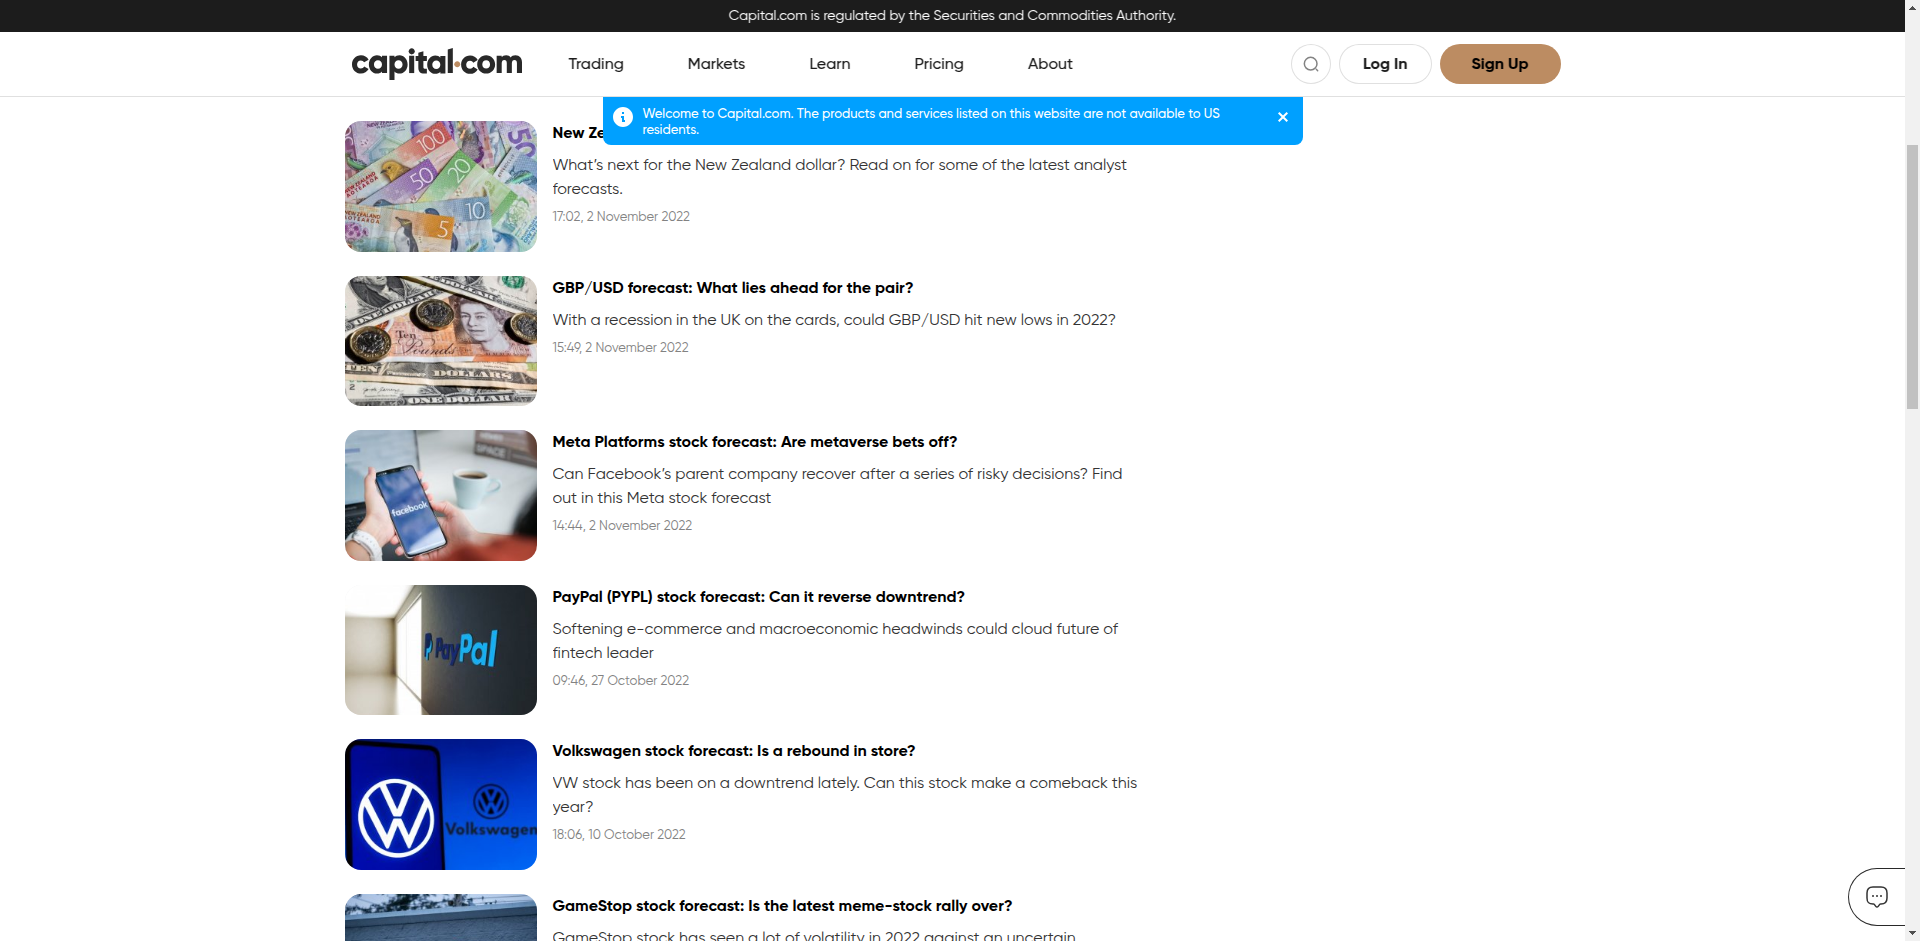 Capital.com is regulated by the Securities and Commodities Authority.
capital.com
Trading
Markets
Learn
Pricing
About
Log In
Sign Up
Welcome to Capital.com. The products and services listed on this website are not available to US
residents.
New Ze
What's next for the New Zealand dollar? Read on for some of the latest analyst
forecasts.
17:02, 2 November 2022
GBP/USD forecast: What lies ahead for the pair?
With a recession in the UK on the cards, could GBP/USD hit new lows in 2022?
15:49, 2 November 2022
Meta Platforms stock forecast: Are metaverse bets off?
Can Facebook's parent company recover after a series of risky decisions? Find
out in this Meta stock forecast
14:44, 2 November 2022
facebook
PayPal (PYPL) stock forecast: Can it reverse downtrend?
Softening e-commerce and macroeconomic headwinds could cloud future of
fintech leader
09:46, 27 October 2022
PayPal
Volkswagen stock forecast: Is a rebound in store?
VW stock has been on a downtrend lately. Can this stock make a comeback this
year?
18:06, 10 October 2022
Volkswagen
GameStop stock forecast: Is the latest meme-stock rally over?
GameStop stock has seen a lot of volatility in 2022 against an uncertain